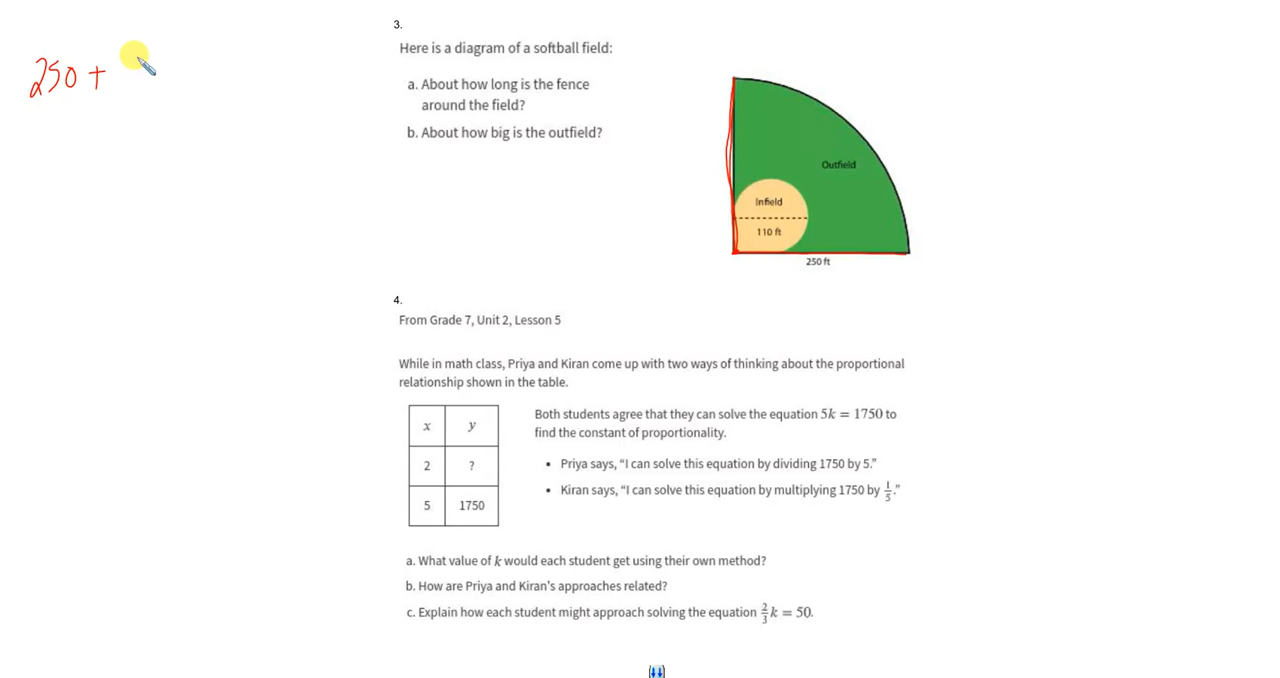 250 +
3.
Here is a diagram of a softball field:
a. About how long is the fence
around the field?
b. About how big is the outfield?
Outfield
Infield
110 ft
250 ft
4.
From Grade 7, Unit 2, Lesson 5
While in math class, Priya and Kiran come up with two ways of thinking about the proportional
relationship shown in the table.
x y
2 ?
5 1750
Both students agree that they can solve the equation 5k = 1750 to
find the constant of proportionality.
• Priya says, “I can solve this equation by dividing 1750 by 5.”
• Kiran says, “I can solve this equation by multiplying 1750 by 1/5.”
a. What value of k would each student get using their own method?
b. How are Priya and Kiran's approaches related?
c. Explain how each student might approach solving the equation 2/3k = 50.